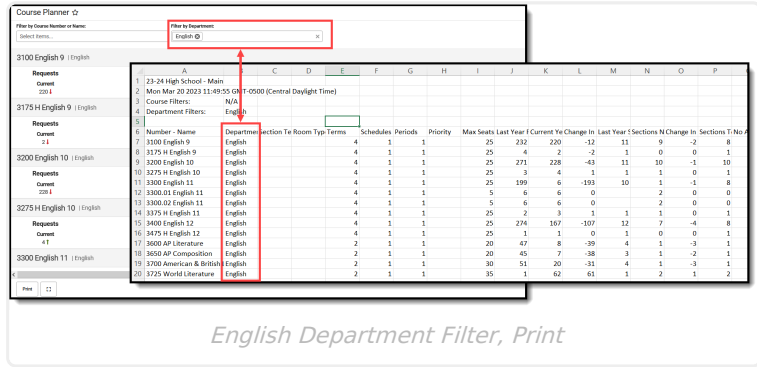 Course Planner ☆
Filter by Course Number or Name:
Filter by Department:
Select items...
English ⊗ ×
3100 English 9 | English
Requests
Current
220 ↓
3175 H English 9 | English
Requests
Current
2 ↓
3200 English 10 | English
Requests
Current
228 ↓
3275 H English 10 | English
Requests
Current
4 ↑
3300 English 11 | English
Print
A B C D E F G H I J K L M N O P
1 23-24 High School - Main
2 Mon Mar 20 2023 11:49:55 GMT-0500 (Central Daylight Time)
3 Course Filters: N/A
4 Department Filters: English
5
6 Number - Name Departmen Section Te Room Typ Terms Schedules Periods Priority Max Seats Last Year F Current Ye Change In Last Year S Sections N Change In Sections T No A
7 3100 English 9 English 4 1 1 25 232 220 -12 11 9 -2 8
8 3175 H English 9 English 4 1 1 25 4 2 -2 1 0 0 1
9 3200 English 10 English 4 1 1 25 271 228 -43 11 10 -1 10
10 3275 H English 10 English 4 1 1 25 3 4 1 1 1 0 1
11 3300 English 11 English 4 1 1 25 199 6 -193 10 1 -1 8
12 3300.01 English 11 English 4 1 1 5 6 6 0 2 0 0
13 3300.02 English 11 English 4 1 1 5 6 6 0 2 0 0
14 3375 H English 11 English 4 1 1 25 2 3 1 1 1 0 1
15 3400 English 12 English 4 1 1 25 274 167 -107 12 7 -4 8
16 3475 H English 12 English 4 1 1 25 1 1 0 1 0 0 1
17 3600 AP Literature English 2 1 1 20 47 8 -39 4 1 -3 1
18 3650 AP Composition English 2 1 1 20 45 7 -38 3 1 -2 1
19 3700 American & British English 2 1 1 30 51 20 -31 4 1 -3 1
20 3725 World Literature English 2 1 1 35 1 62 61 1 2 1 2
English Department Filter, Print